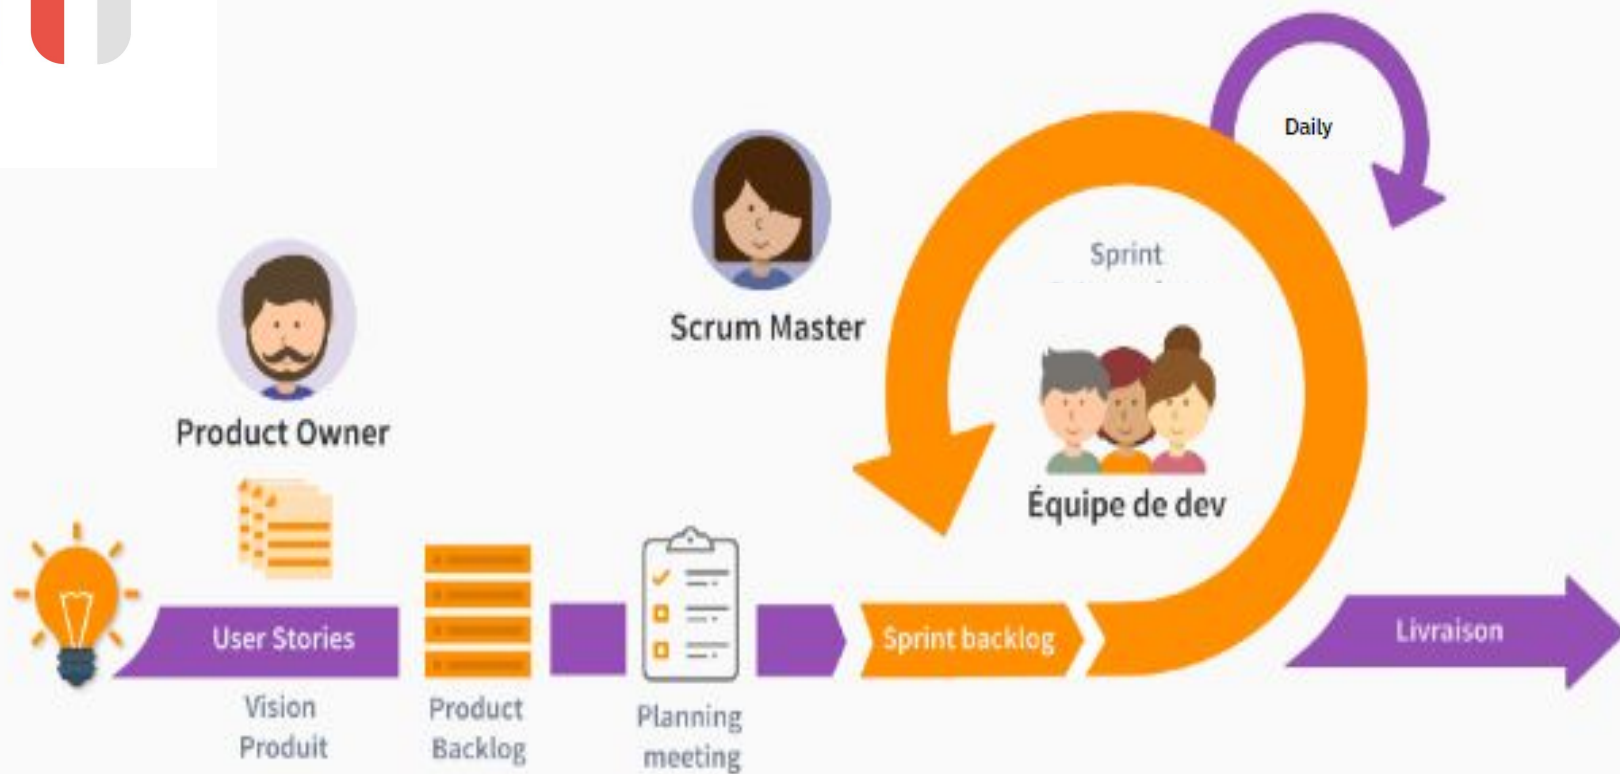 Daily
Sprint
Scrum Master
Product Owner
Équipe de dev
User Stories
Sprint backlog
Livraison
Vision
Produit
Product
Backlog
Planning
meeting